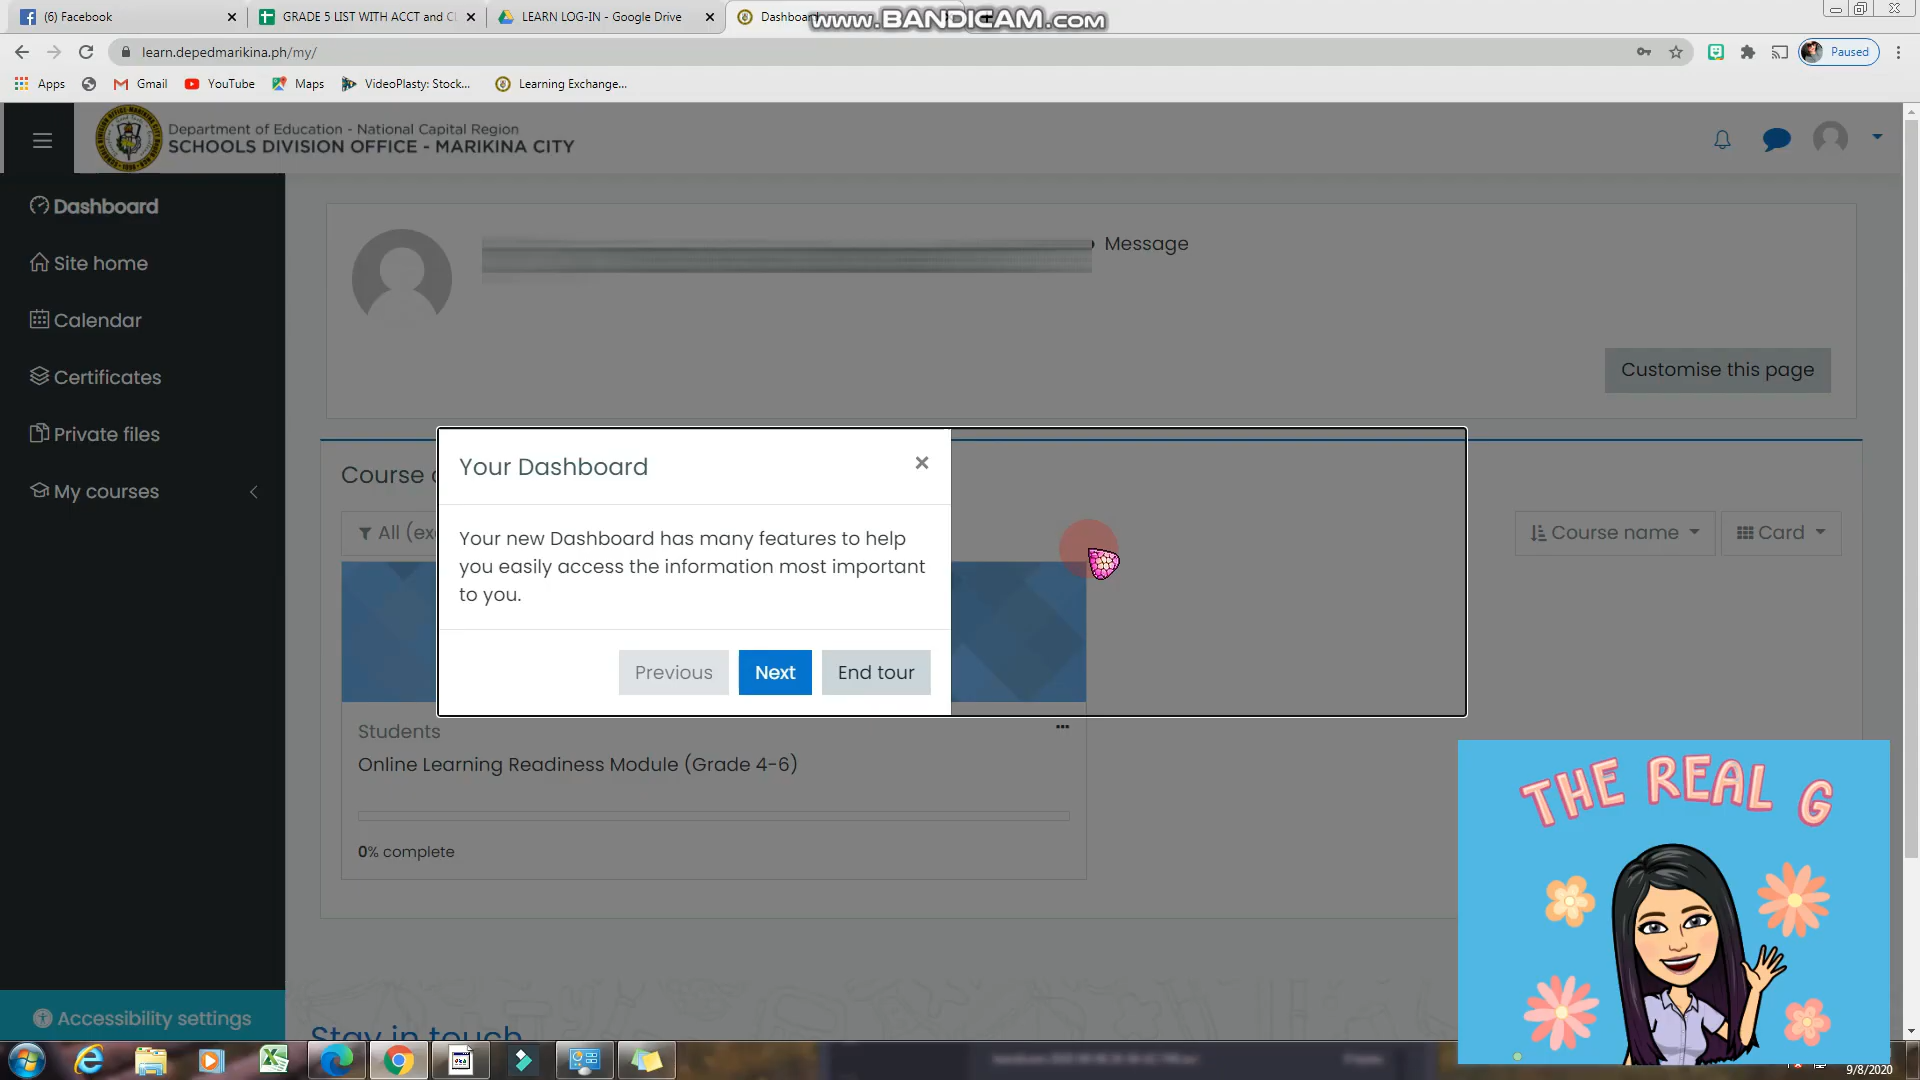 (6) Facebook
GRADE 5 LIST WITH ACCT and C
LEARN LOG-IN - Google Drive
Dashboard
www.BANDICAM.com
learn.depedmarikina.ph/my/
Paused
Apps
Gmail
YouTube
Maps
VideoPlasty: Stock...
Learning Exchange...
Department of Education - National Capital Region
SCHOOLS DIVISION OFFICE - MARIKINA CITY
Dashboard
Site home
Calendar
Certificates
Private files
My courses
Accessibility settings
Message
Customise this page
Course
All (ex
Course name
Card
Your Dashboard
Your new Dashboard has many features to help
you easily access the information most important
to you.
Previous
Next
End tour
Students
Online Learning Readiness Module (Grade 4-6)
0% complete
Stay in touch
THE REAL G
9/8/2020